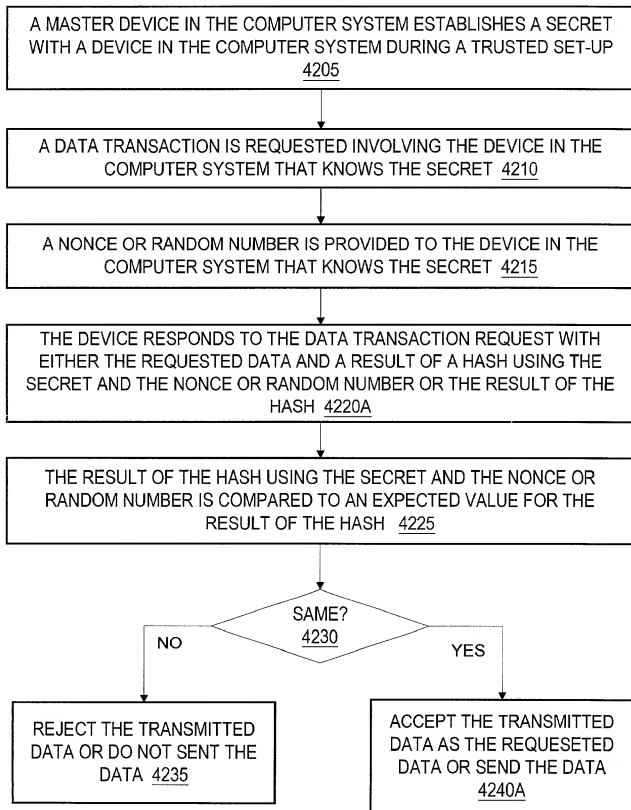 A MASTER DEVICE IN THE COMPUTER SYSTEM ESTABLISHES A SECRET
WITH A DEVICE IN THE COMPUTER SYSTEM DURING A TRUSTED SET-UP
4205
A DATA TRANSACTION IS REQUESTED INVOLVING THE DEVICE IN THE
COMPUTER SYSTEM THAT KNOWS THE SECRET 4210
A NONCE OR RANDOM NUMBER IS PROVIDED TO THE DEVICE IN THE
COMPUTER SYSTEM THAT KNOWS THE SECRET 4215
THE DEVICE RESPONDS TO THE DATA TRANSACTION REQUEST WITH
EITHER THE REQUESTED DATA AND A RESULT OF A HASH USING THE
SECRET AND THE NONCE OR RANDOM NUMBER OR THE RESULT OF THE
HASH 4220A
THE RESULT OF THE HASH USING THE SECRET AND THE NONCE OR
RANDOM NUMBER IS COMPARED TO AN EXPECTED VALUE FOR THE
RESULT OF THE HASH 4225
SAME?
4230
NO
YES
REJECT THE TRANSMITTED
DATA OR DO NOT SENT THE
DATA 4235
ACCEPT THE TRANSMITTED
DATA AS THE REQUESETED
DATA OR SEND THE DATA
4240A